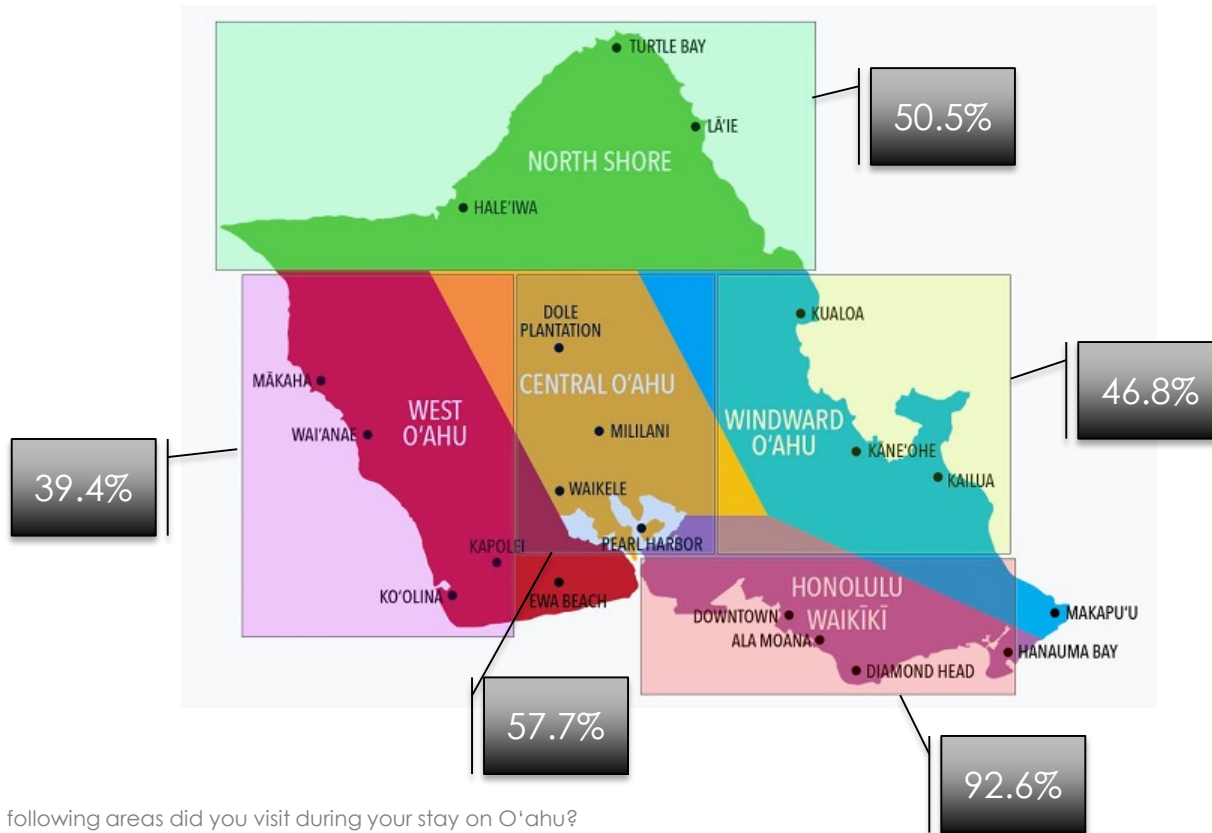 TURTLE BAY
50.5%
LĀ'IE
NORTH SHORE
HALE'IWA
DOLE
PLANTATION
KUALOA
MĀKAHA
CENTRAL O'AHU
46.8%
WEST
O'AHU
WINDWARD
O'AHU
WAI'ANAE
MILILANI
KĀNE'OHE
KAILUA
39.4%
WAIKELE
PEARL HARBOR
KAPOLEI
KO'OLINA
EWA BEACH
HONOLULU
WAIKĪKĪ
DOWNTOWN
ALA MOANA
MAKAPU'U
HANAUMA BAY
DIAMOND HEAD
57.7%
92.6%
following areas did you visit during your stay on O‘ahu?